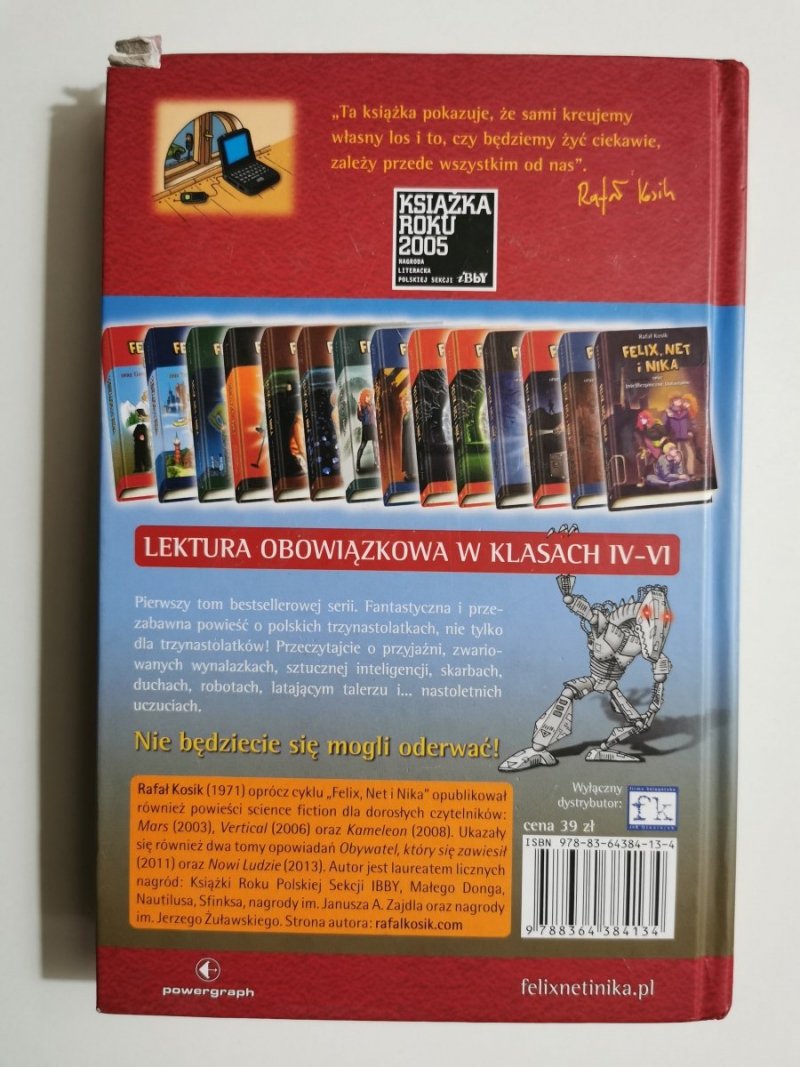 „Ta książka pokazuje, że sami kreujemy
własny los i to, czy będziemy żyć ciekawie,
zależy przede wszystkim od nas”.
Rafał Kosik
KSIĄŻKA
ROKU
2005
NAGRODA
LITERACKA
POLSKIEJ SEKCJI iBbY
Rafał Kosik
FELIX, NET
i NIKA
oraz
LEKTURA OBOWIĄZKOWA W KLASACH IV–VI
Pierwszy tom bestsellerowej serii. Fantastyczna i prze-
zabawna powieść o polskich trzynastolatkach, nie tylko
dla trzynastolatków! Przeczytajcie o przyjaźni, zwario-
wanych wynalazkach, sztucznej inteligencji, skarbach,
duchach, robotach, latającym talerzu i... nastoletnich
uczuciach.
Nie będziecie się mogli oderwać!
Rafał Kosik (1971) oprócz cyklu „Felix, Net i Nika” opublikował
również powieści science fiction dla dorosłych czytelników:
Mars (2003), Vertical (2006) oraz Kameleon (2008). Ukazały
się również dwa tomy opowiadań Obywatel, który się zawiesił
(2011) oraz Nowi Ludzie (2013). Autor jest laureatem licznych
nagród: Książki Roku Polskiej Sekcji IBBY, Małego Donga,
Nautilusa, Sfinksa, nagrody im. Janusza A. Zajdla oraz nagrody
im. Jerzego Żuławskiego. Strona autora: rafalkosik.com
Wyłączny
dystrybutor:
firma księgarska
fk
cena 39 zł
ISBN 978-83-64384-13-4
9 788364 384134
powergraph
felixnetinika.pl